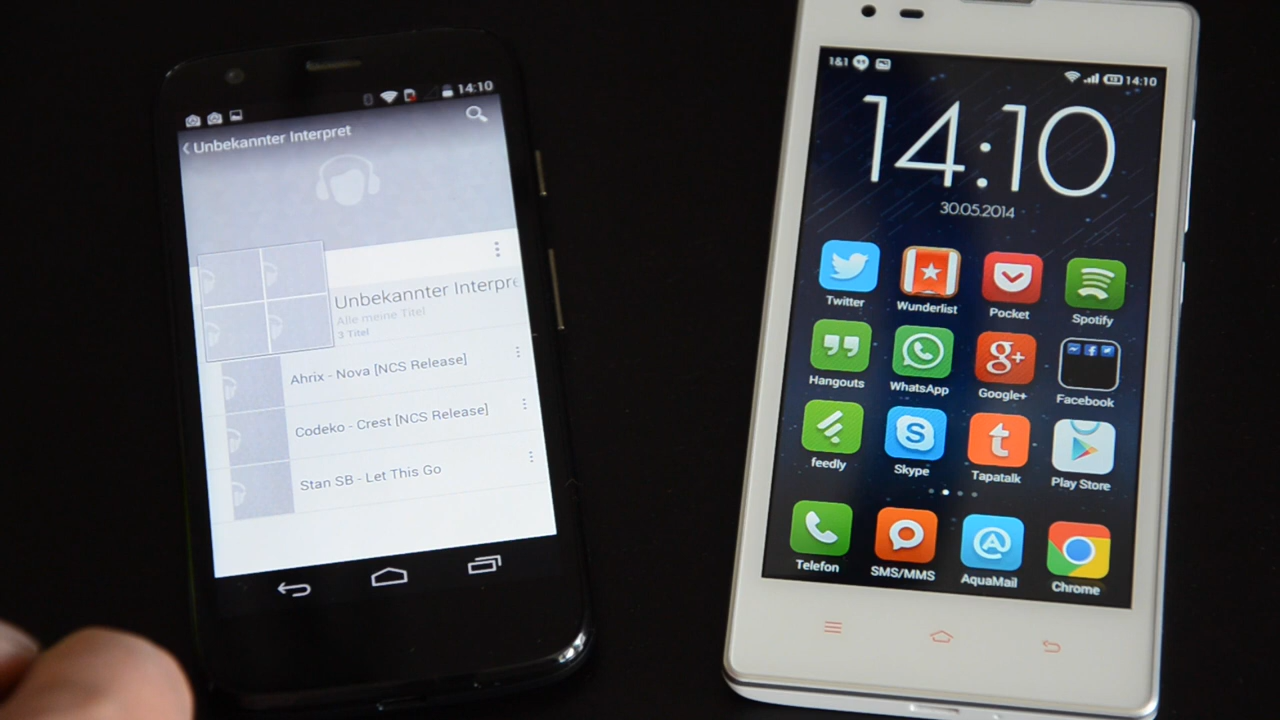 14:10
Unbekannter Interpret
Unbekannter Interpre
Alle meine Titel
3 Titel
Ahrix - Nova [NCS Release]
Codeko - Crest [NCS Release]
Stan SB - Let This Go
1&1
14:10
14:10
30.05.2014
Twitter
Wunderlist
Pocket
Spotify
Hangouts
WhatsApp
g+
Google+
Facebook
feedly
S
Skype
t
Tapatalk
Play Store
Telefon
SMS/MMS
AquaMail
Chrome